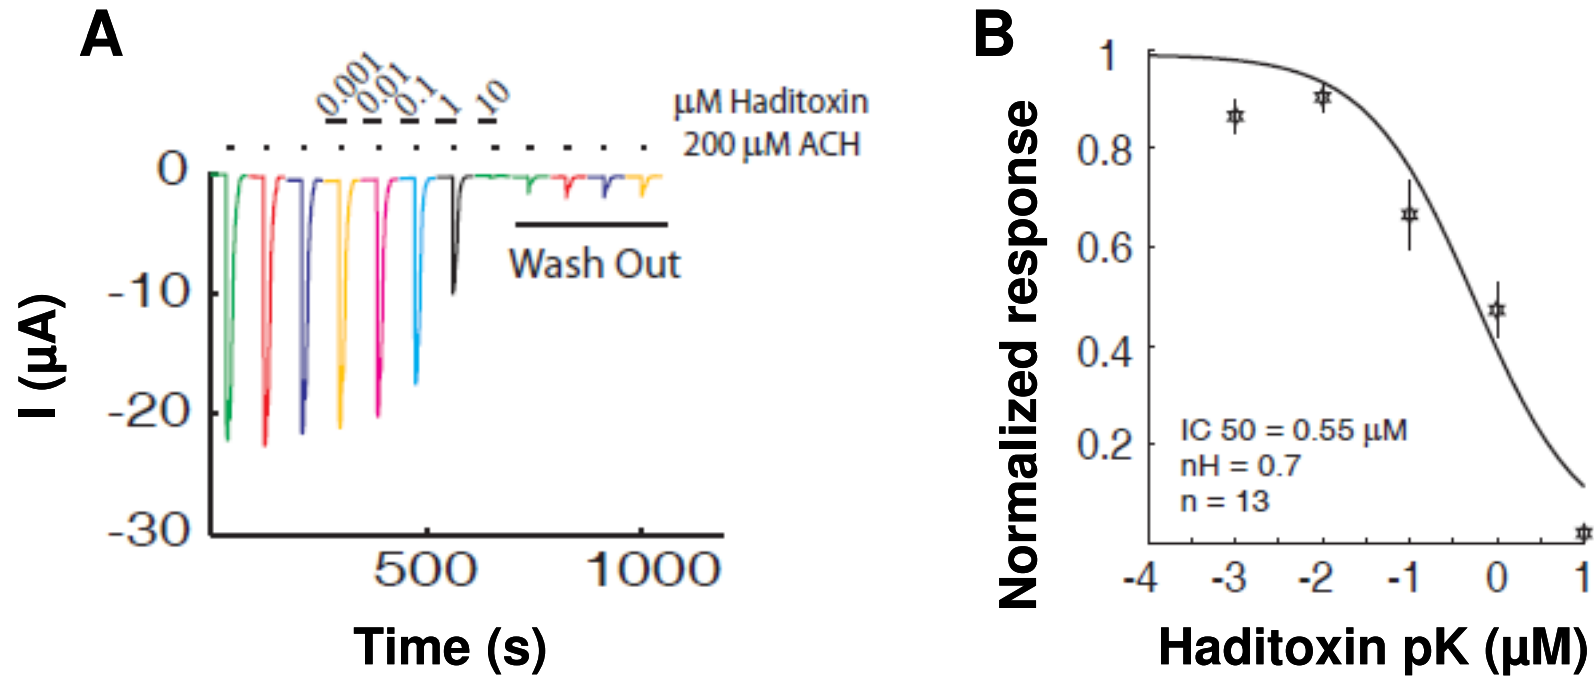 A
0.001
0.01
0.1
1
10
μM Haditoxin
200 μM ACH
0
-10
-20
-30
I (μA)
Wash Out
500
1000
Time (s)
B
1
0.8
0.6
0.4
0.2
Normalized response
IC 50 = 0.55 μM
nH = 0.7
n = 13
-4
-3
-2
-1
0
1
Haditoxin pK (μM)